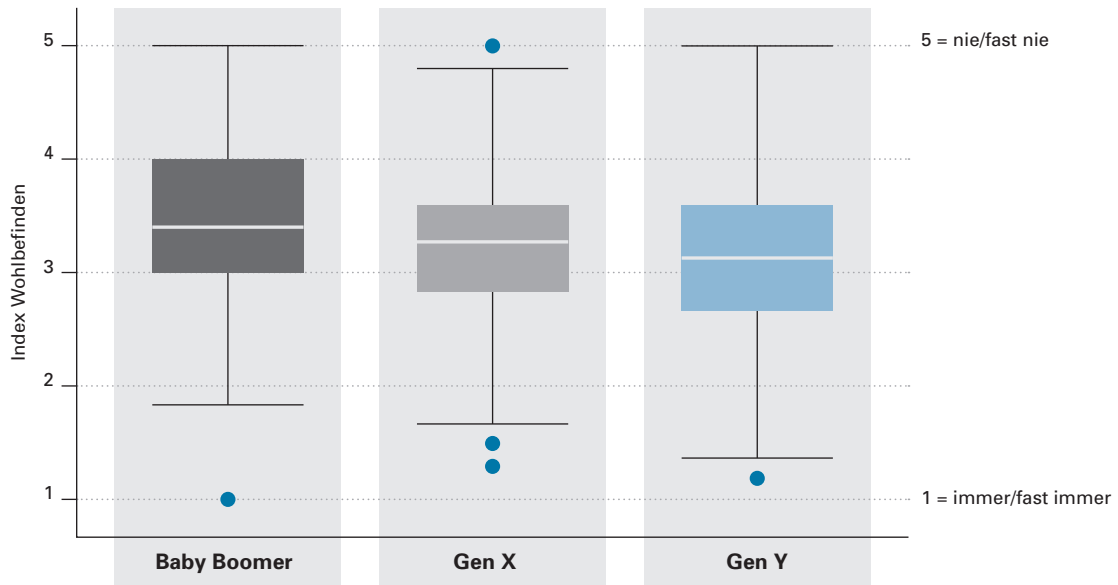 Index Wohlbefinden
5
4
3
2
1
5 = nie/fast nie
1 = immer/fast immer
Baby Boomer
Gen X
Gen Y